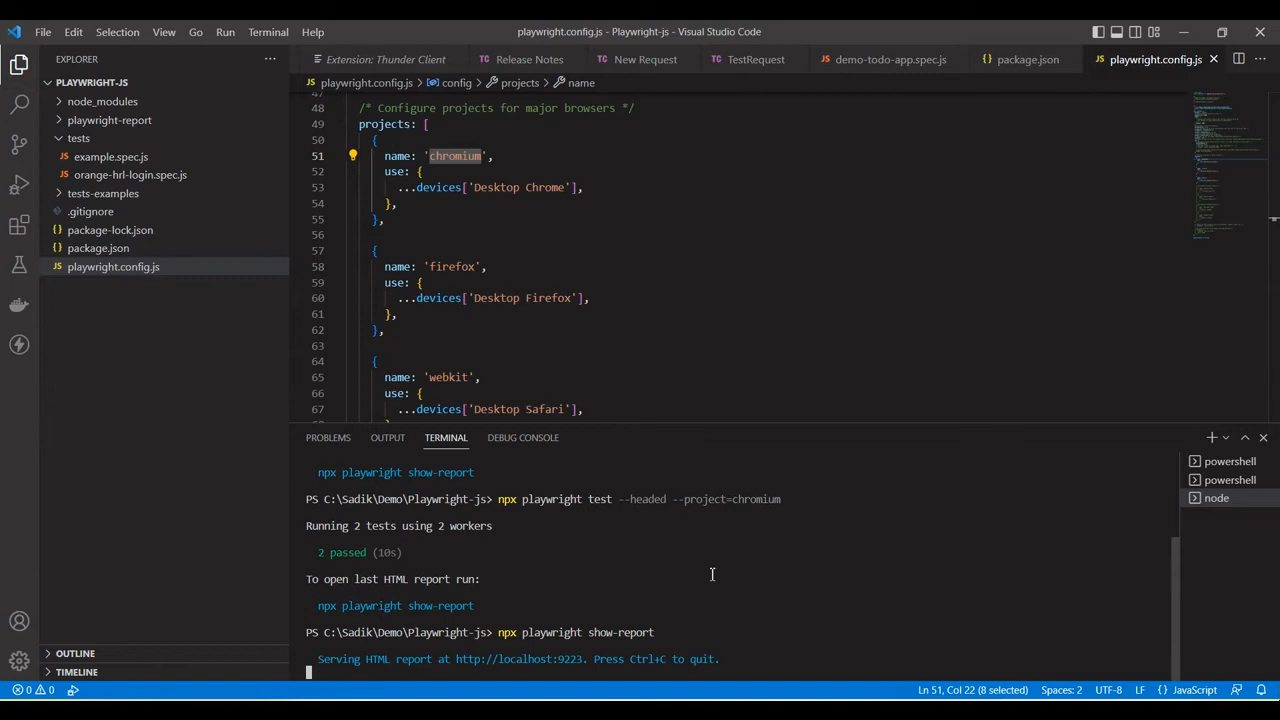 File Edit Selection View Go Run Terminal Help
playwright.config.js - Playwright-js - Visual Studio Code
EXPLORER
PLAYWRIGHT-JS
node_modules
playwright-report
tests
example.spec.js
orange-hrl-login.spec.js
tests-examples
.gitignore
package-lock.json
package.json
playwright.config.js
OUTLINE
TIMELINE
Extension: Thunder Client Release Notes New Request TestRequest demo-todo-app.spec.js package.json playwright.config.js
playwright.config.js > config > projects > name
47
48 /* Configure projects for major browsers */
49 projects: [
50 {
51 name: 'chromium',
52 use: {
53 ...devices['Desktop Chrome'],
54 },
55 },
56
57 {
58 name: 'firefox',
59 use: {
60 ...devices['Desktop Firefox'],
61 },
62 },
63
64 {
65 name: 'webkit',
66 use: {
67 ...devices['Desktop Safari'],
PROBLEMS OUTPUT TERMINAL DEBUG CONSOLE
npx playwright show-report
PS C:\Sadik\Demo\Playwright-js> npx playwright test --headed --project=chromium
Running 2 tests using 2 workers
2 passed (10s)
To open last HTML report run:
npx playwright show-report
PS C:\Sadik\Demo\Playwright-js> npx playwright show-report
Serving HTML report at http://localhost:9223. Press Ctrl+C to quit.
powershell
powershell
node
0 0 Ln 51, Col 22 (8 selected) Spaces: 2 UTF-8 LF {} JavaScript